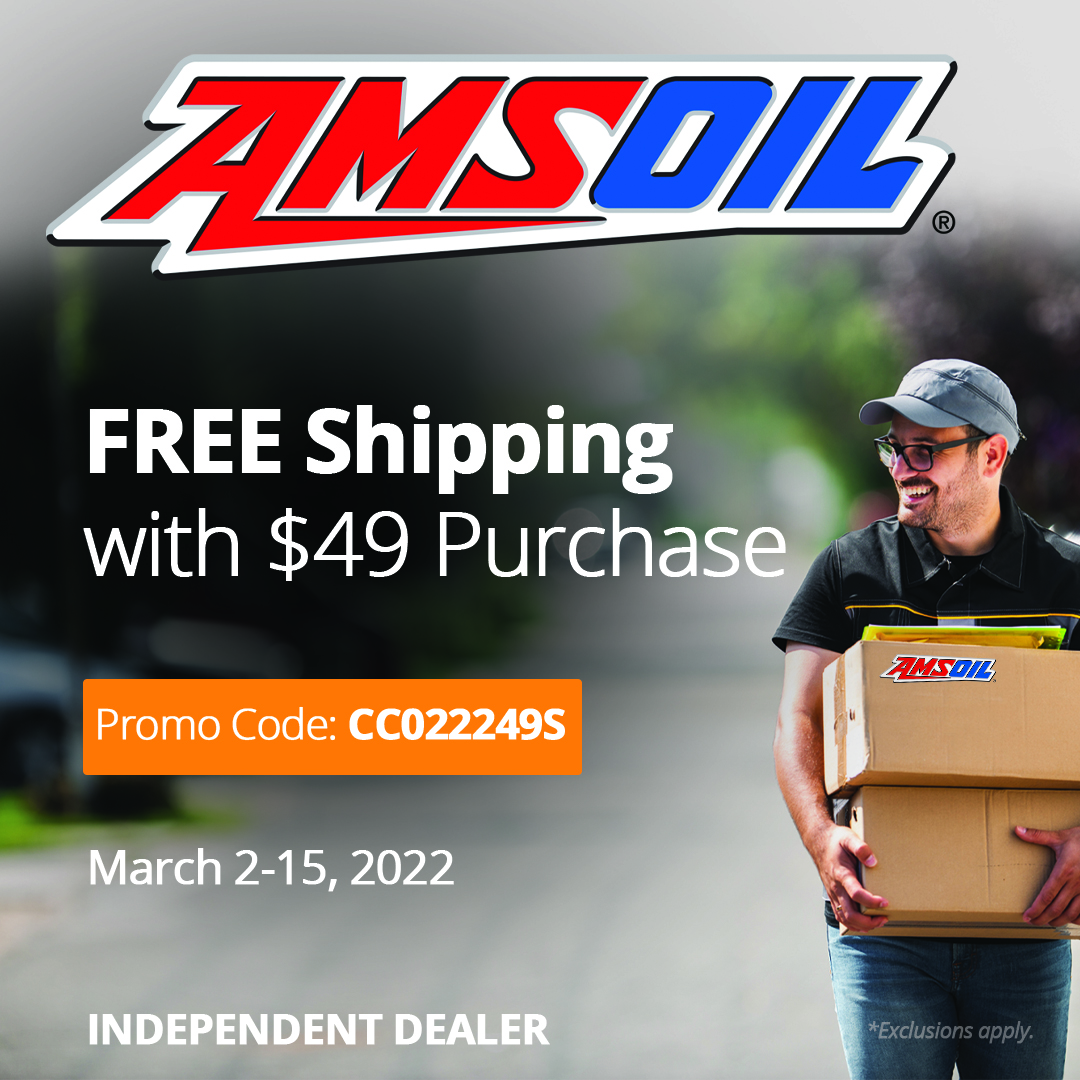 AMSOIL®
FREE Shipping
with $49 Purchase
AMSOIL
Promo Code: CC022249S
March 2-15, 2022
INDEPENDENT DEALER
*Exclusions apply.